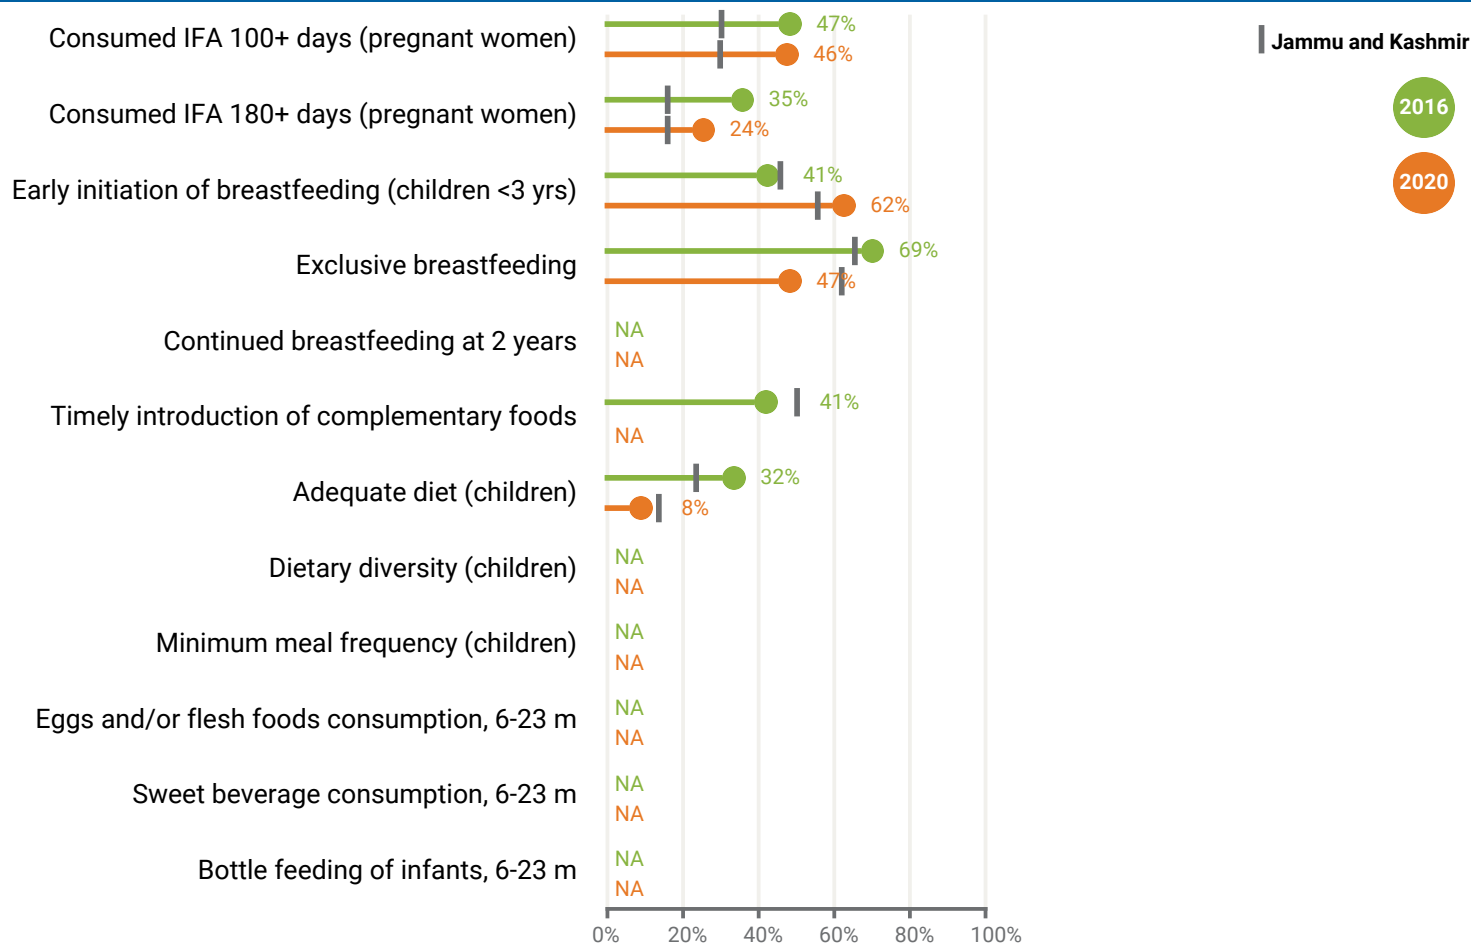 Consumed IFA 100+ days (pregnant women)
47%
46%
Consumed IFA 180+ days (pregnant women)
35%
24%
Early initiation of breastfeeding (children <3 yrs)
41%
62%
Exclusive breastfeeding
69%
47%
Continued breastfeeding at 2 years
NA
NA
Timely introduction of complementary foods
41%
NA
Adequate diet (children)
32%
8%
Dietary diversity (children)
NA
NA
Minimum meal frequency (children)
NA
NA
Eggs and/or flesh foods consumption, 6-23 m
NA
NA
Sweet beverage consumption, 6-23 m
NA
NA
Bottle feeding of infants, 6-23 m
NA
NA
0% 20% 40% 60% 80% 100%
Jammu and Kashmir
2016
2020